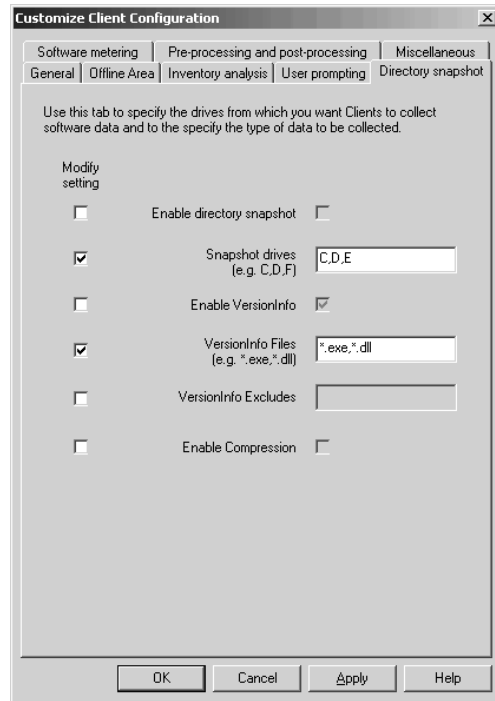 Customize Client Configuration
Software metering
Pre-processing and post-processing
Miscellaneous
General
Offline Area
Inventory analysis
User prompting
Directory snapshot
Use this tab to specify the drives from which you want Clients to collect
software data and to the specify the type of data to be collected.
Modify
setting
Enable directory snapshot
Snapshot drives
(e.g. C,D,F)
C,D,E
Enable VersionInfo
VersionInfo Files
(e.g. *.exe,*.dll)
*.exe,*.dll
VersionInfo Excludes
Enable Compression
OK
Cancel
Apply
Help